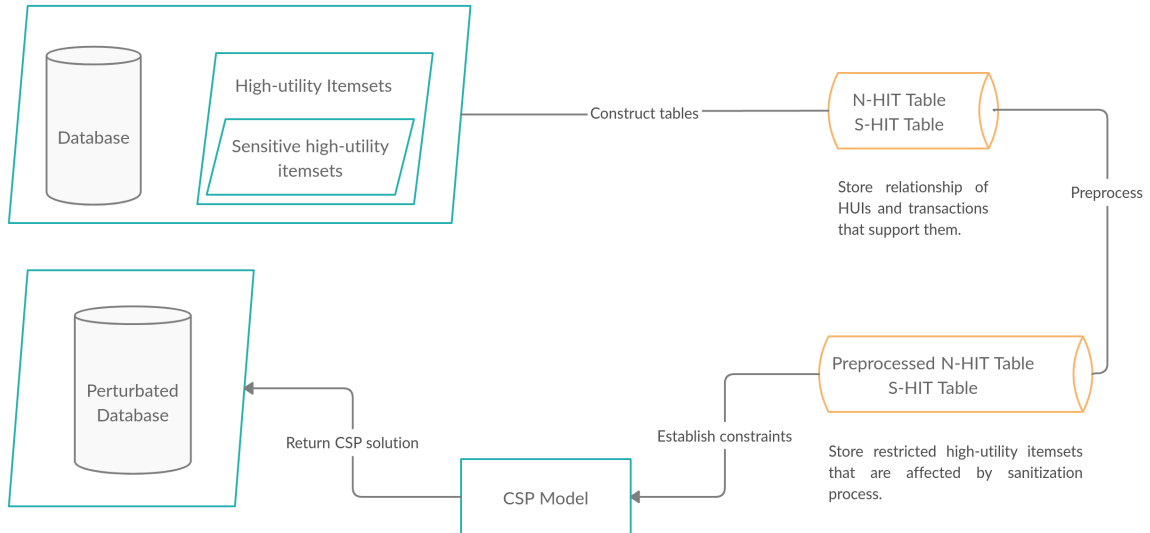 Database
High-utility Itemsets
Sensitive high-utility
itemsets
Construct tables
N-HIT Table
S-HIT Table
Store relationship of
HUIs and transactions
that support them.
Preprocess
Preprocessed N-HIT Table
S-HIT Table
Store restricted high-utility itemsets
that are affected by sanitization
process.
Establish constraints
CSP Model
Return CSP solution
Perturbated
Database